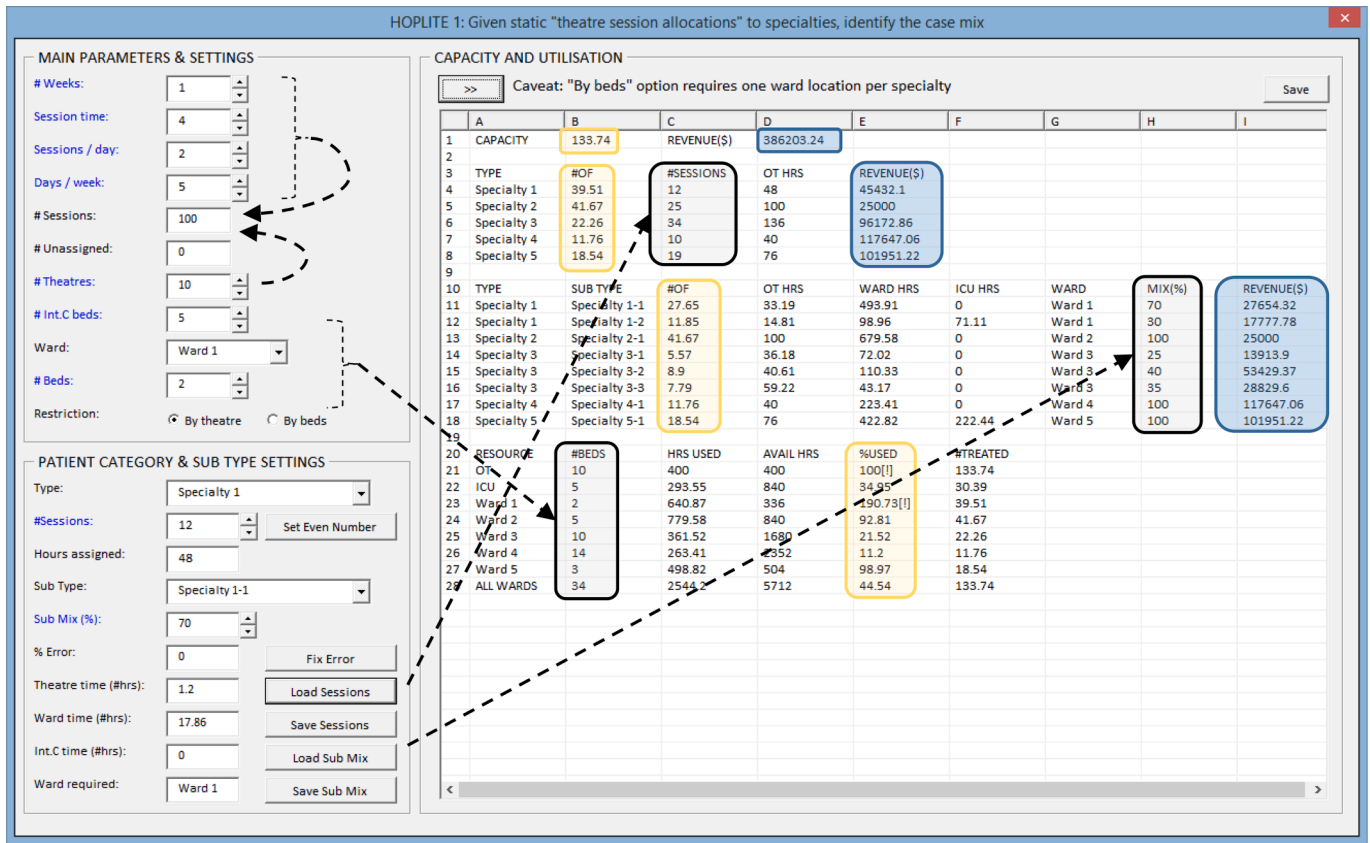 HOPLITE 1: Given static "theatre session allocations" to specialties, identify the case mix
×
MAIN PARAMETERS & SETTINGS
# Weeks: 1
Session time: 4
Sessions / day: 2
Days / week: 5
# Sessions: 100
# Unassigned: 0
# Theatres: 10
# Int.C beds: 5
Ward: Ward 1
# Beds: 2
Restriction: By theatre By beds
PATIENT CATEGORY & SUB TYPE SETTINGS
Type: Specialty 1
#Sessions: 12 Set Even Number
Hours assigned: 48
Sub Type: Specialty 1-1
Sub Mix (%): 70
% Error: 0 Fix Error
Theatre time (#hrs): 1.2 Load Sessions
Ward time (#hrs): 17.86 Save Sessions
Int.C time (#hrs): 0 Load Sub Mix
Ward required: Ward 1 Save Sub Mix
CAPACITY AND UTILISATION
>> Caveat: "By beds" option requires one ward location per specialty Save
A B C D E F G H I
1 CAPACITY 133.74 REVENUE($) 386203.24
2
3 TYPE #OF #SESSIONS OT HRS REVENUE($)
4 Specialty 1 39.51 12 48 45432.1
5 Specialty 2 41.67 25 100 25000
6 Specialty 3 22.26 34 136 96172.86
7 Specialty 4 11.76 10 40 117647.06
8 Specialty 5 18.54 19 76 101951.22
9
10 TYPE SUB TYPE #OF OT HRS WARD HRS ICU HRS WARD MIX(%) REVENUE($)
11 Specialty 1 Specialty 1-1 27.65 33.19 493.91 0 Ward 1 70 27654.32
12 Specialty 1 Specialty 1-2 11.85 14.81 98.96 71.11 Ward 1 30 17777.78
13 Specialty 2 Specialty 2-1 41.67 100 679.58 0 Ward 2 100 25000
14 Specialty 3 Specialty 3-1 5.57 36.18 72.02 0 Ward 3 25 13913.9
15 Specialty 3 Specialty 3-2 8.9 40.61 110.33 0 Ward 3 40 53429.37
16 Specialty 3 Specialty 3-3 7.79 59.22 43.17 0 Ward 3 35 28829.6
17 Specialty 4 Specialty 4-1 11.76 40 223.41 0 Ward 4 100 117647.06
18 Specialty 5 Specialty 5-1 18.54 76 422.82 222.44 Ward 5 100 101951.22
19
20 RESOURCE #BEDS HRS USED AVAIL HRS %USED #TREATED
21 OT 10 400 400 100[!] 133.74
22 ICU 5 293.55 840 34.95 30.39
23 Ward 1 2 640.87 336 190.73[!] 39.51
24 Ward 2 5 779.58 840 92.81 41.67
25 Ward 3 10 361.52 1680 21.52 22.26
26 Ward 4 14 263.41 2352 11.2 11.76
27 Ward 5 3 498.82 504 98.97 18.54
28 ALL WARDS 34 2544.2 5712 44.54 133.74
< >